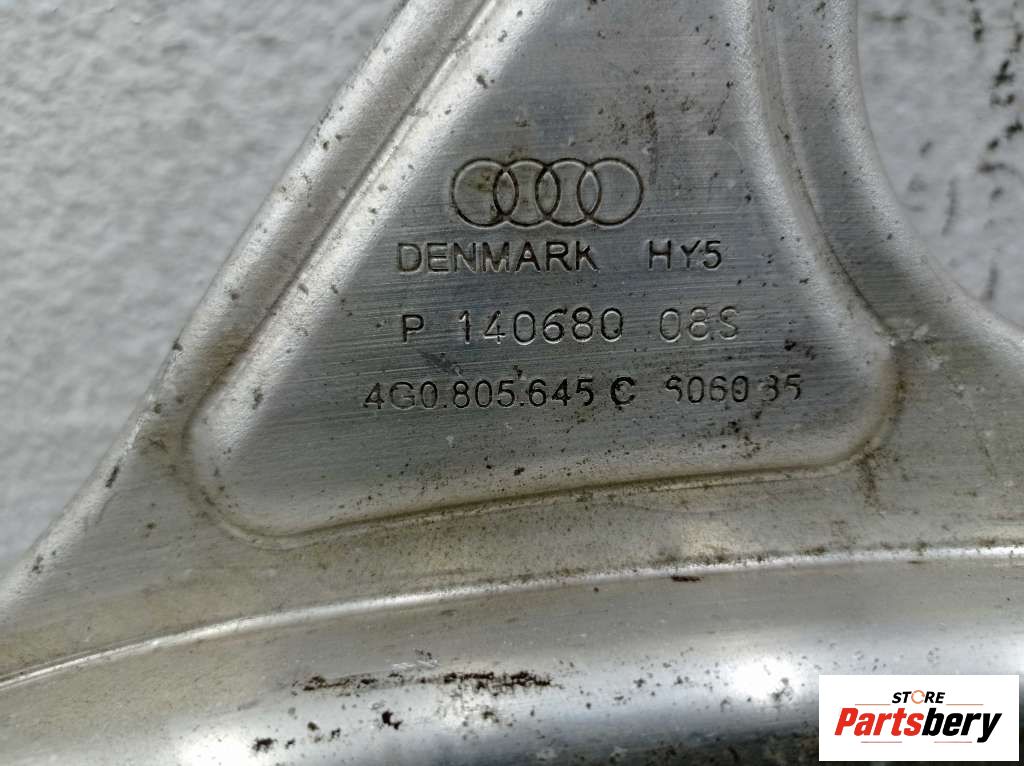 DENMARK HY5
P 140680 08S
4G0.805.645 C
STORE
Partsbery